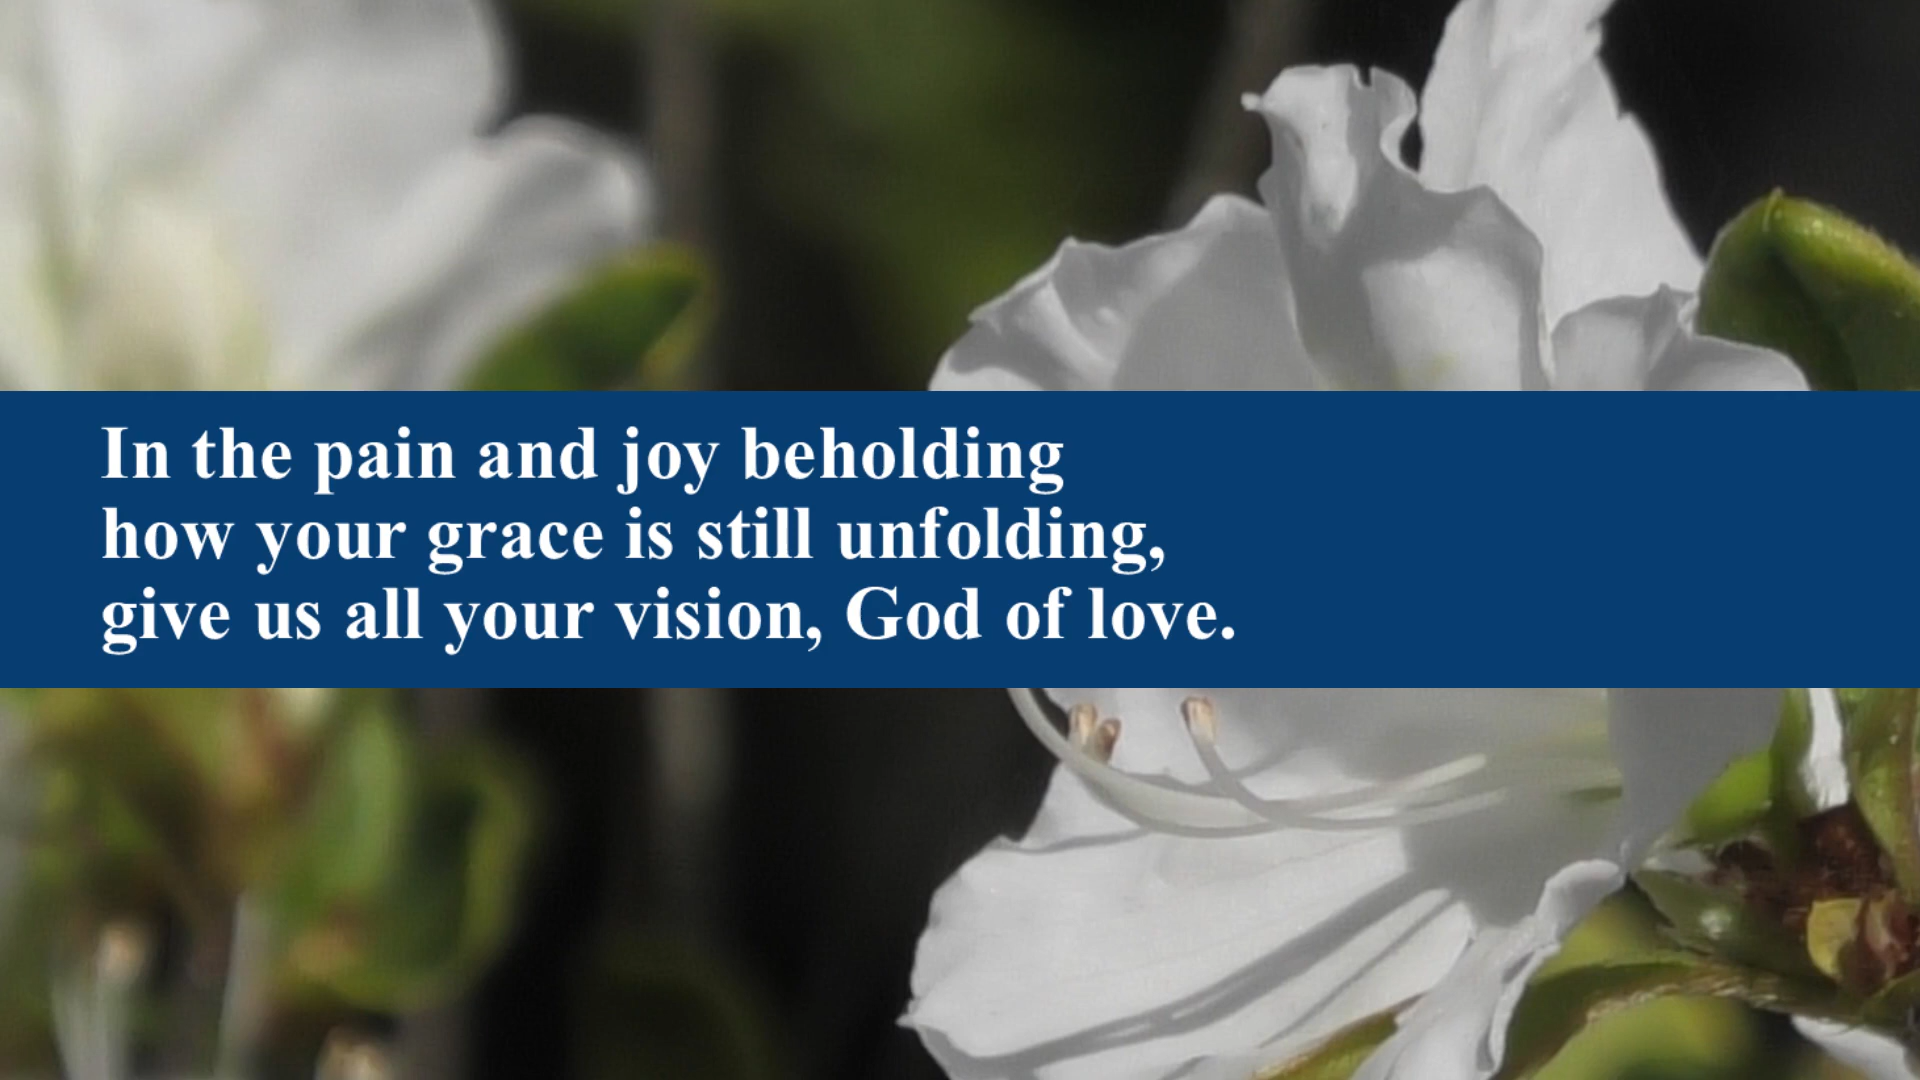 In the pain and joy beholding
how your grace is still unfolding,
give us all your vision, God of love.